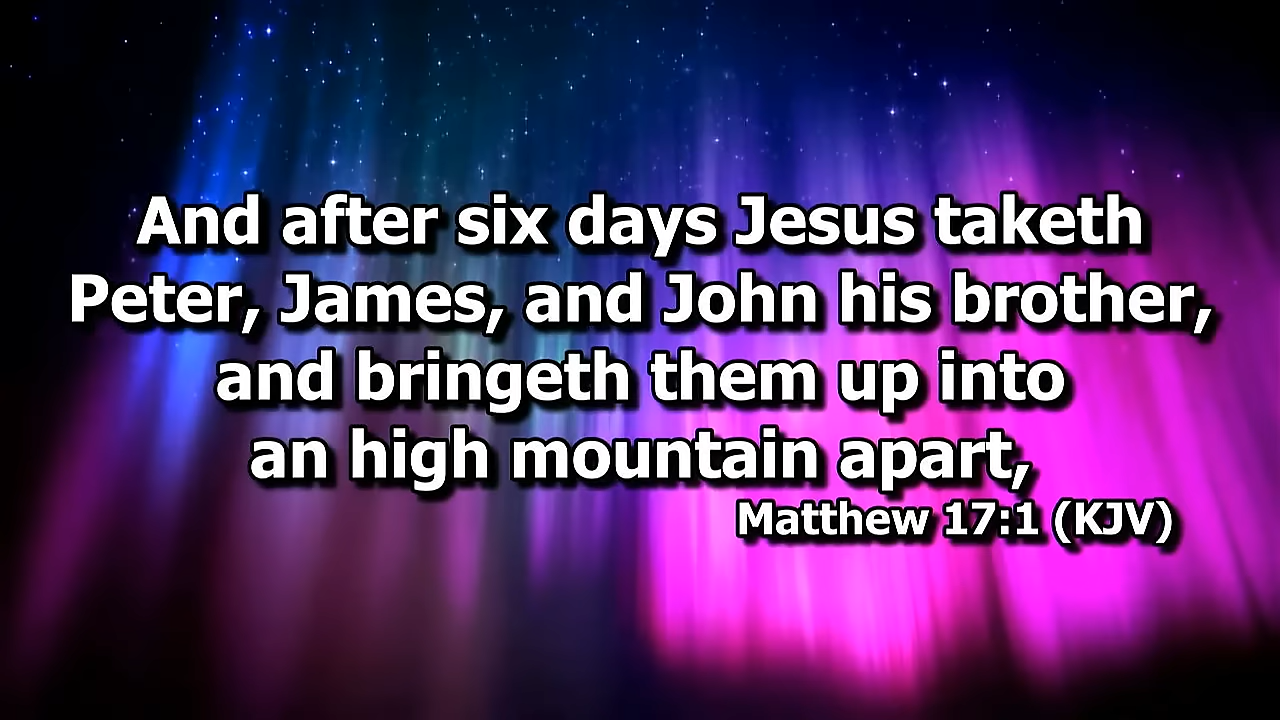 And after six days Jesus taketh
Peter, James, and John his brother,
and bringeth them up into
an high mountain apart,
Matthew 17:1 (KJV)